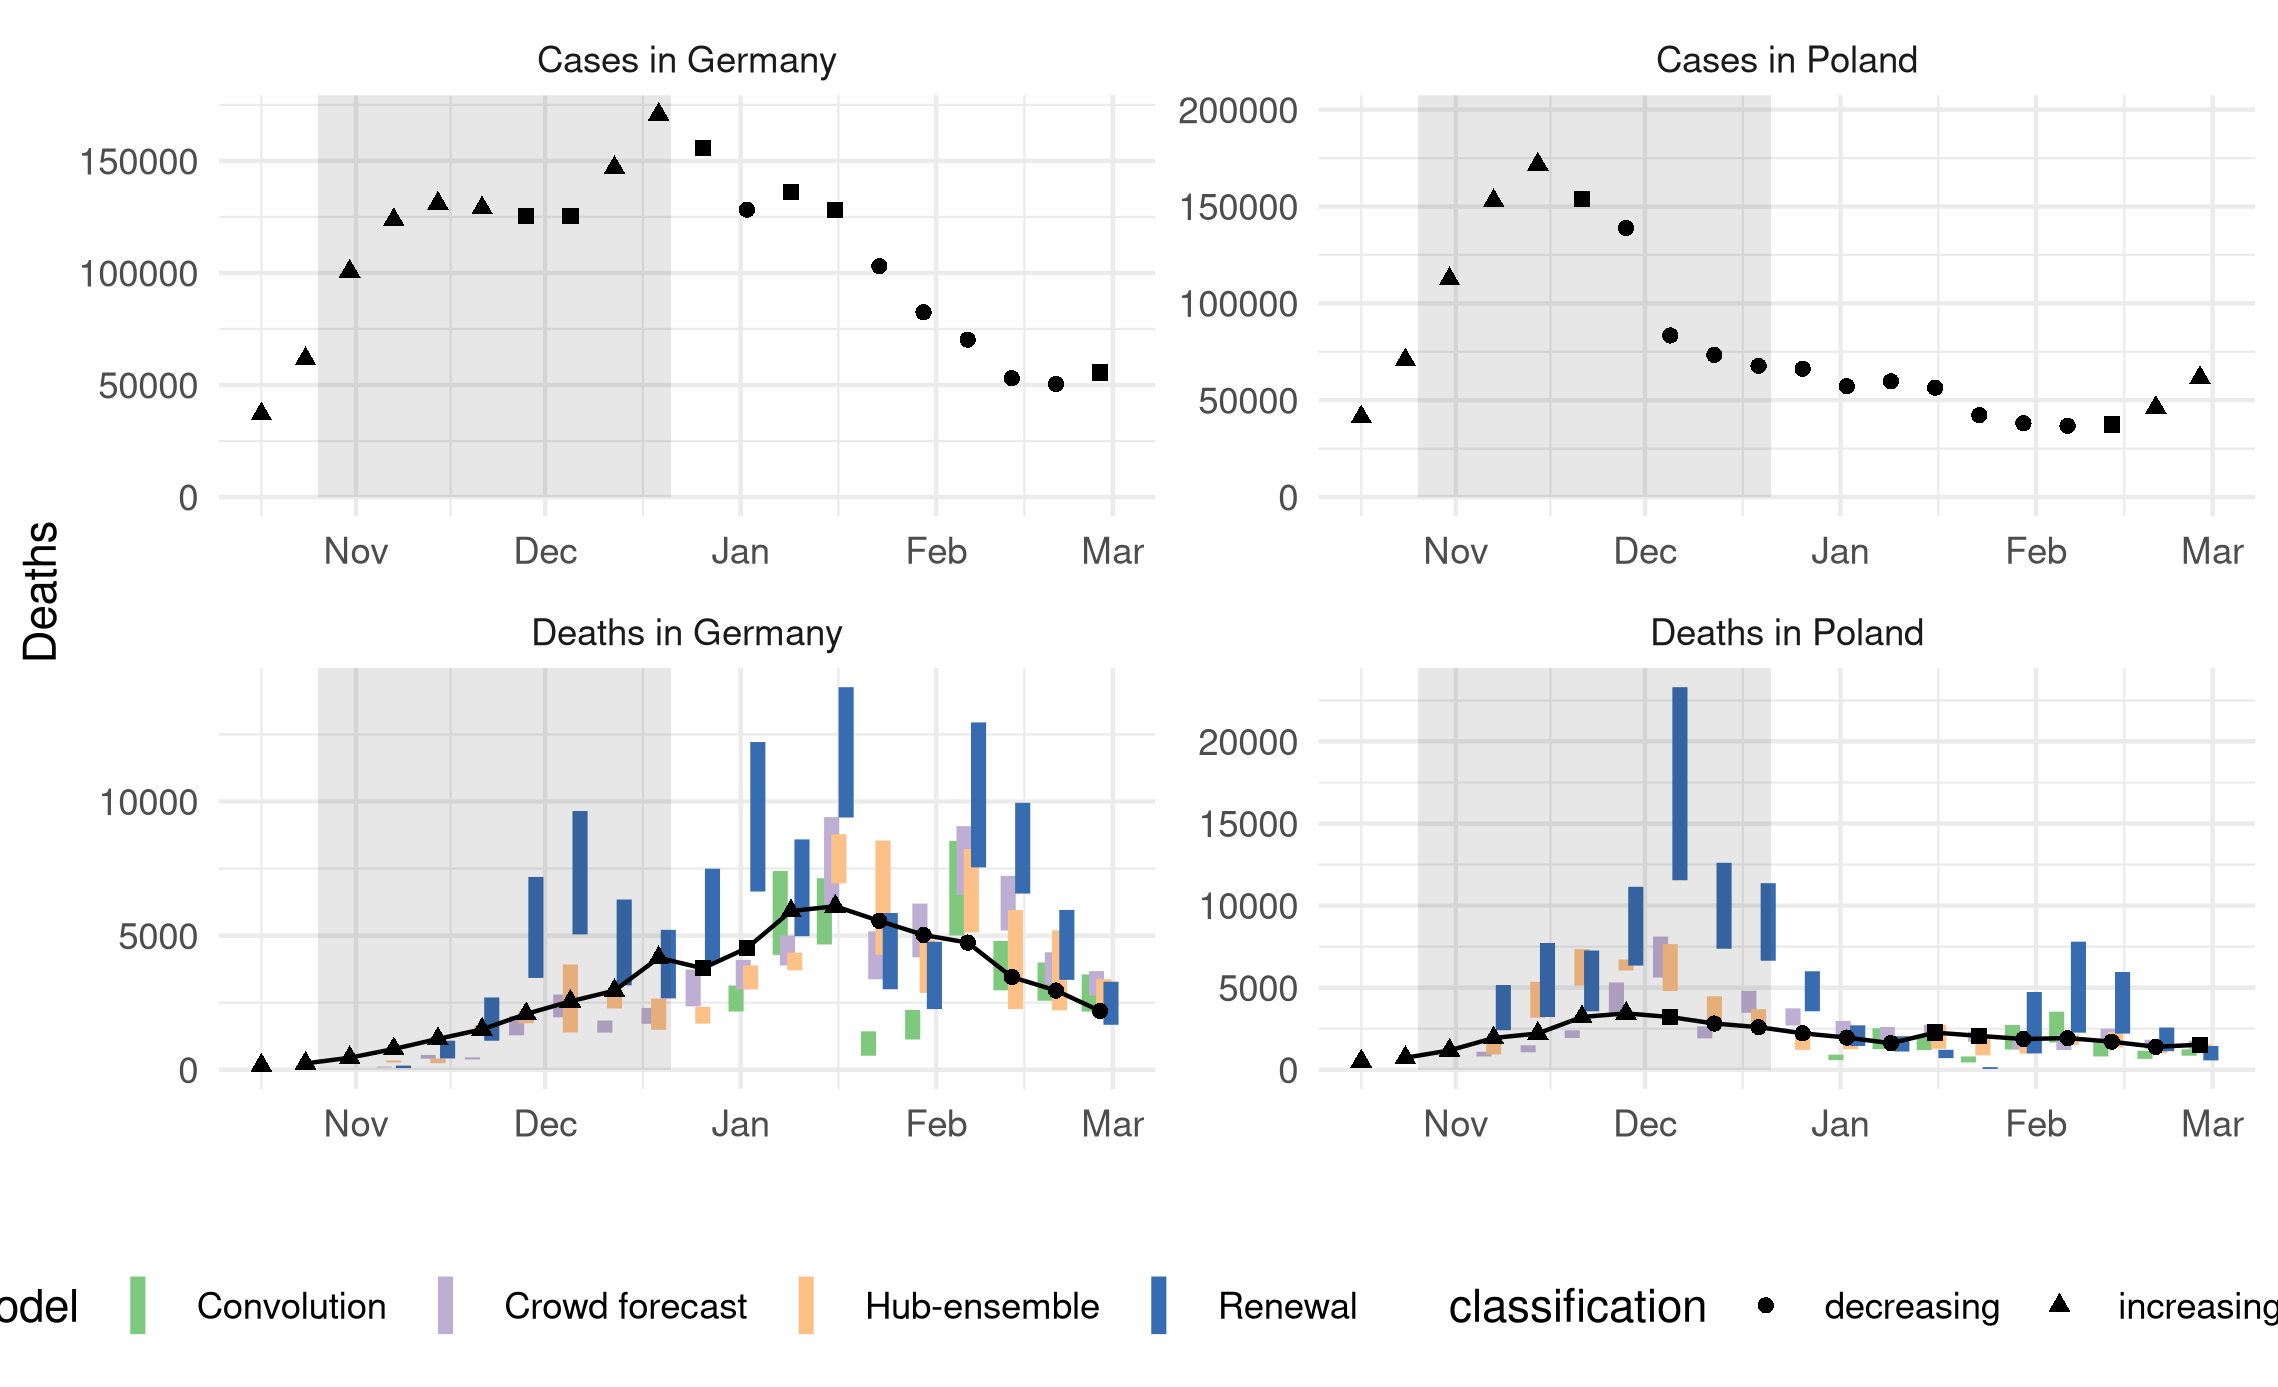 Cases in Germany
Cases in Poland
150000
100000
50000
0
Nov Dec Jan Feb Mar
200000
150000
100000
50000
0
Nov Dec Jan Feb Mar
Deaths
Deaths in Germany
Deaths in Poland
10000
5000
0
Nov Dec Jan Feb Mar
20000
15000
10000
5000
0
Nov Dec Jan Feb Mar
odel Convolution Crowd forecast Hub-ensemble Renewal classification decreasing increasing